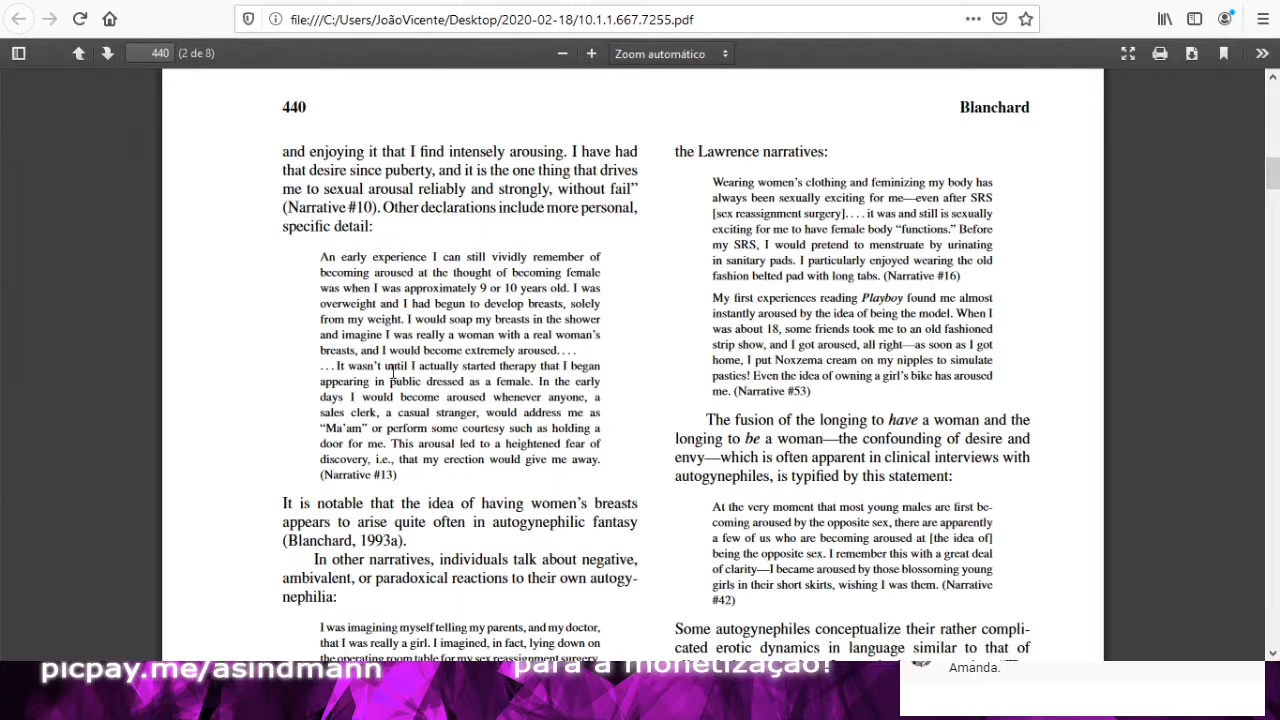 file:///C:/Users/JoãoVicente/Desktop/2020-02-18/10.1.1.667.7255.pdf
440 (2 de 8)
Zoom automático
440
Blanchard
and enjoying it that I find intensely arousing. I have had
that desire since puberty, and it is the one thing that drives
me to sexual arousal reliably and strongly, without fail”
(Narrative #10). Other declarations include more personal,
specific detail:
An early experience I can still vividly remember of
becoming aroused at the thought of becoming female
was when I was approximately 9 or 10 years old. I was
overweight and I had begun to develop breasts, solely
from my weight. I would soap my breasts in the shower
and imagine I was really a woman with a real woman’s
breasts, and I would become extremely aroused. . . .
. . . It wasn’t until I actually started therapy that I began
appearing in public dressed as a female. In the early
days I would become aroused whenever anyone, a
sales clerk, a casual stranger, would address me as
“Ma’am” or perform some courtesy such as holding a
door for me. This arousal led to a heightened fear of
discovery, i.e., that my erection would give me away.
(Narrative #13)
It is notable that the idea of having women’s breasts
appears to arise quite often in autogynephilic fantasy
(Blanchard, 1993a).
In other narratives, individuals talk about negative,
ambivalent, or paradoxical reactions to their own autogy-
nephilia:
I was imagining myself telling my parents, and my doctor,
that I was really a girl. I imagined, in fact, lying down on
the operating room table for my sex reassignment surgery
the Lawrence narratives:
Wearing women’s clothing and feminizing my body has
always been sexually exciting for me—even after SRS
[sex reassignment surgery]. . . . it was and still is sexually
exciting for me to have female body “functions.” Before
my SRS, I would pretend to menstruate by urinating
in sanitary pads. I particularly enjoyed wearing the old
fashion belted pad with long tabs. (Narrative #16)
My first experiences reading Playboy found me almost
instantly aroused by the idea of being the model. When I
was about 18, some friends took me to an old fashioned
strip show, and I got aroused, all right—as soon as I got
home, I put Noxzema cream on my nipples to simulate
pasties! Even the idea of owning a girl’s bike has aroused
me. (Narrative #53)
The fusion of the longing to have a woman and the
longing to be a woman—the confounding of desire and
envy—which is often apparent in clinical interviews with
autogynephiles, is typified by this statement:
At the very moment that most young males are first be-
coming aroused by the opposite sex, there are apparently
a few of us who are becoming aroused at [the idea of]
being the opposite sex. I remember this with a great deal
of clarity—I became aroused by those blossoming young
girls in their short skirts, wishing I was them. (Narrative
#42)
Some autogynephiles conceptualize their rather compli-
cated erotic dynamics in language similar to that of
picpay.me/asindmann
para a monetização!
Amanda.